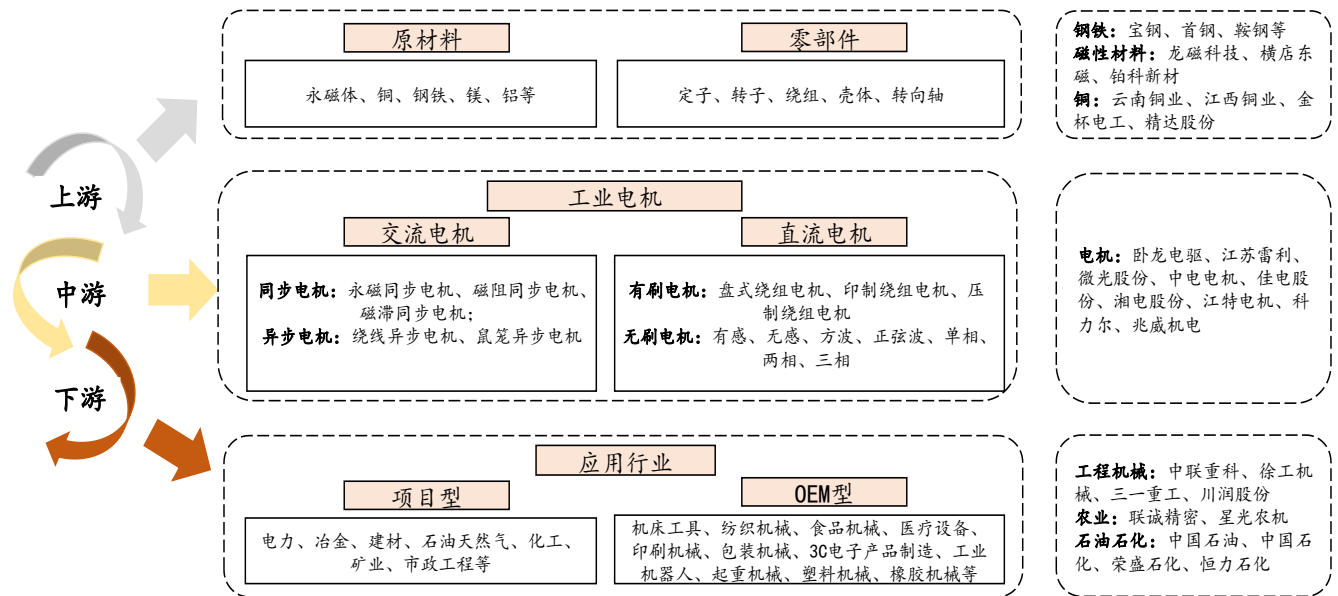 上游
原材料
永磁体、铜、钢铁、镁、铝等
零部件
定子、转子、绕组、壳体、转向轴
钢铁：宝钢、首钢、鞍钢等
磁性材料：龙磁科技、横店东
磁、铂科新材
铜：云南铜业、江西铜业、金
杯电工、精达股份
中游
工业电机
交流电机
同步电机：永磁同步电机、磁阻同步电机、
磁滞同步电机；
异步电机：绕线异步电机、鼠笼异步电机
直流电机
有刷电机：盘式绕组电机、印制绕组电机、压
制绕组电机
无刷电机：有感、无感、方波、正弦波、单相、
两相、三相
电机：卧龙电驱、江苏雷利、
微光股份、中电电机、佳电股
份、湘电股份、江特电机、科
力尔、兆威机电
下游
应用行业
项目型
电力、冶金、建材、石油天然气、化工、
矿业、市政工程等
OEM型
机床工具、纺织机械、食品机械、医疗设备、
印刷机械、包装机械、3C电子产品制造、工业
机器人、起重机械、塑料机械、橡胶机械等
工程机械：中联重科、徐工机
械、三一重工、川润股份
农业：联诚精密、星光农机
石油石化：中国石油、中国石
化、荣盛石化、恒力石化